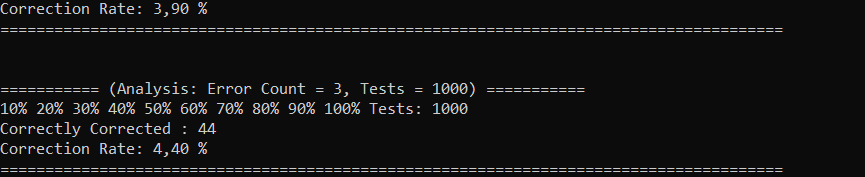 Correction Rate: 3,90 %
=======================================================================================
=========== (Analysis: Error Count = 3, Tests = 1000) ===========
10% 20% 30% 40% 50% 60% 70% 80% 90% 100% Tests: 1000
Correctly Corrected : 44
Correction Rate: 4,40 %
=======================================================================================